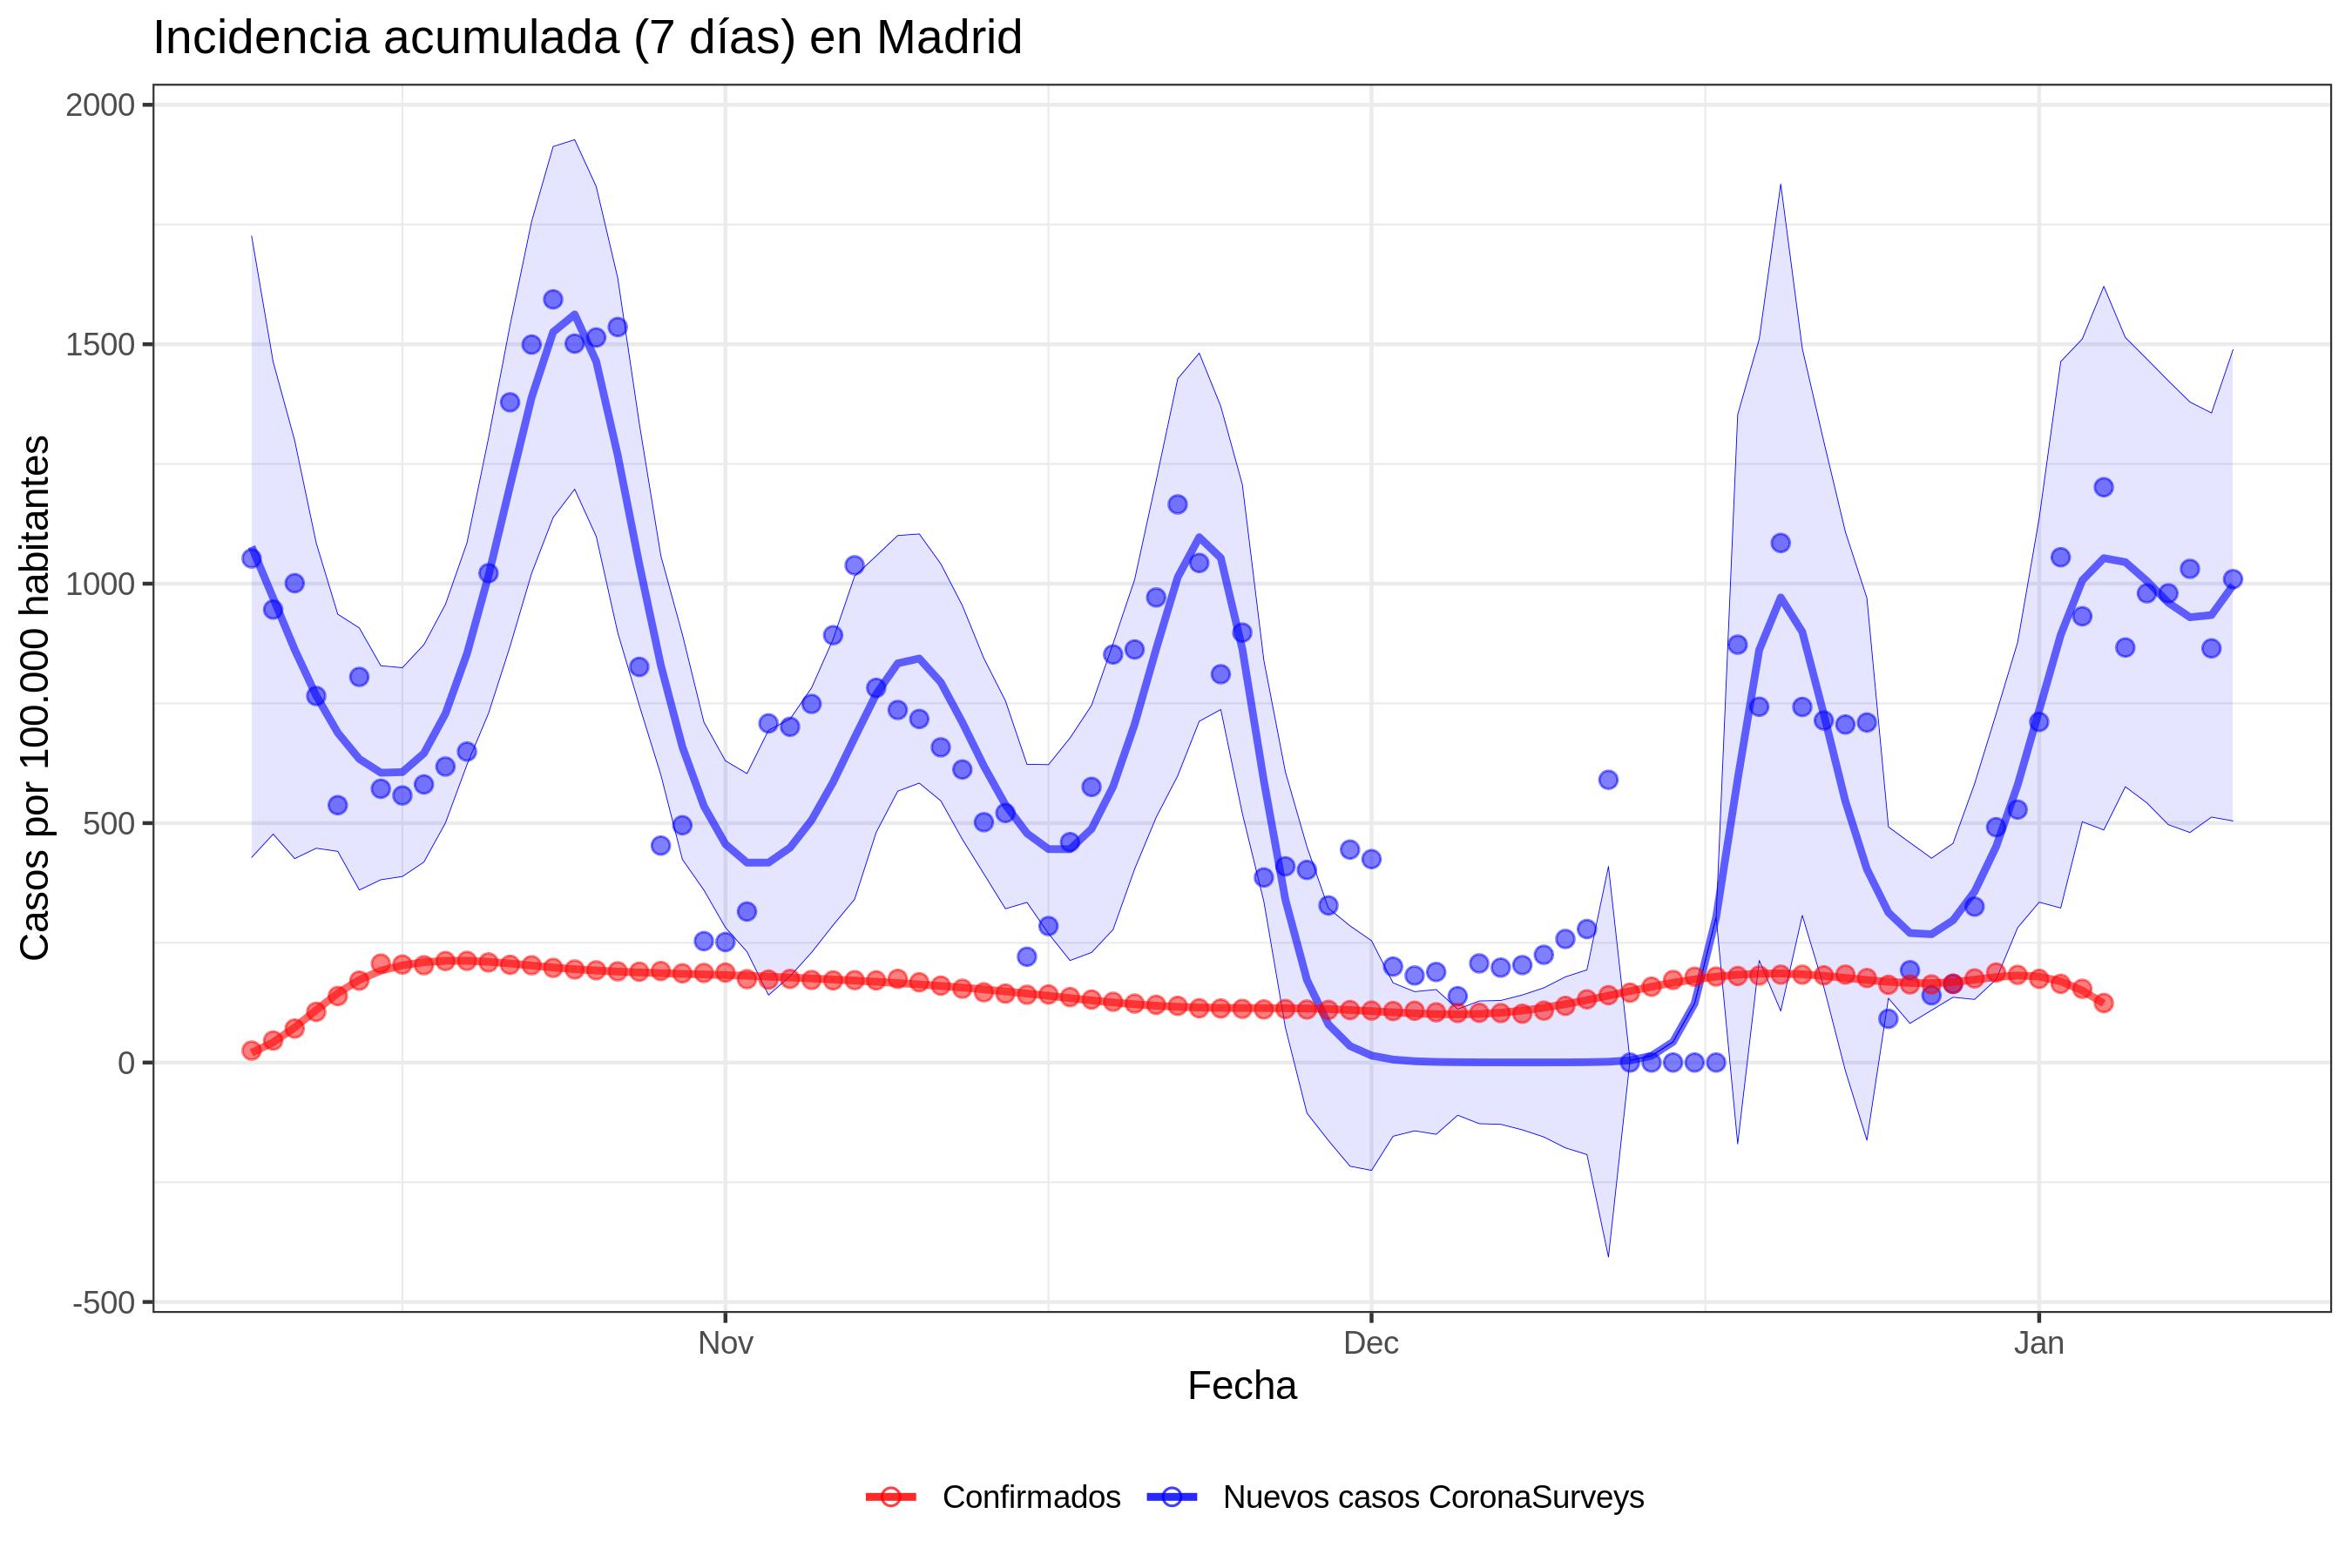 Incidencia acumulada (7 días) en Madrid
Casos por 100.000 habitantes
2000
1500
1000
500
0
-500
Nov Dec Jan
Fecha
Confirmados Nuevos casos CoronaSurveys